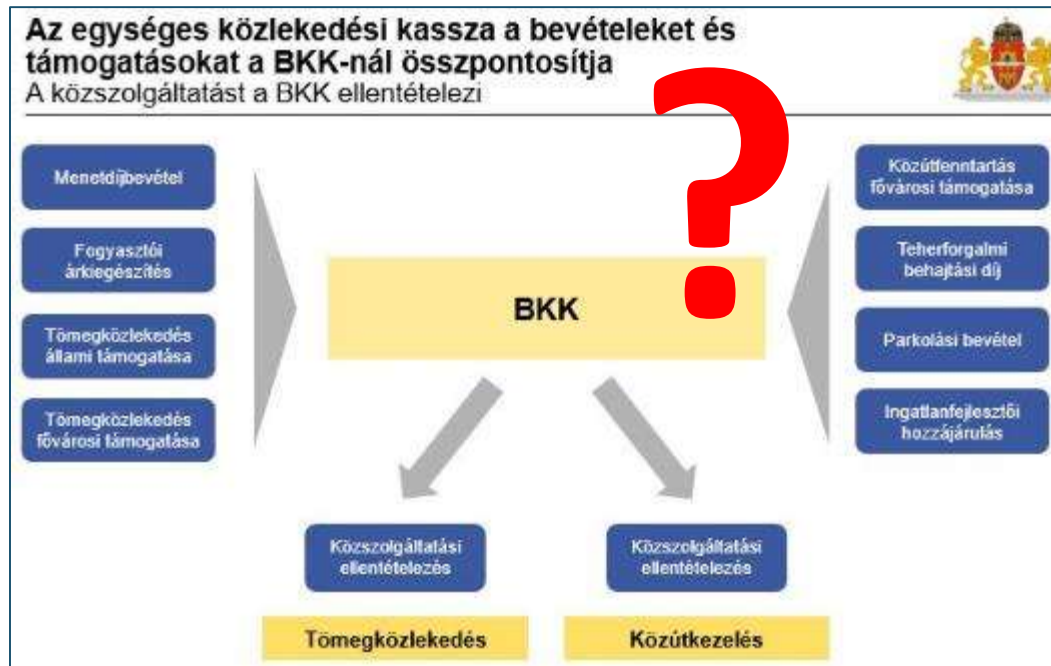 Az egységes közlekedési kassza a bevételeket és
támogatásokat a BKK-nál összpontosítja
A közszolgáltatást a BKK ellentételezi
?
Menetdíjbevétel
Fogyasztói
árkiegészítés
Tömegközlekedés
állami támogatása
Tömegközlekedés
fővárosi támogatása
BKK
Közútfenntartás
fővárosi támogatása
Teherforgalmi
behajtási díj
Parkolási bevétel
Ingatlanfejlesztői
hozzájárulás
Közszolgáltatási
ellentételezés
Közszolgáltatási
ellentételezés
Tömegközlekedés
Közútkezelés